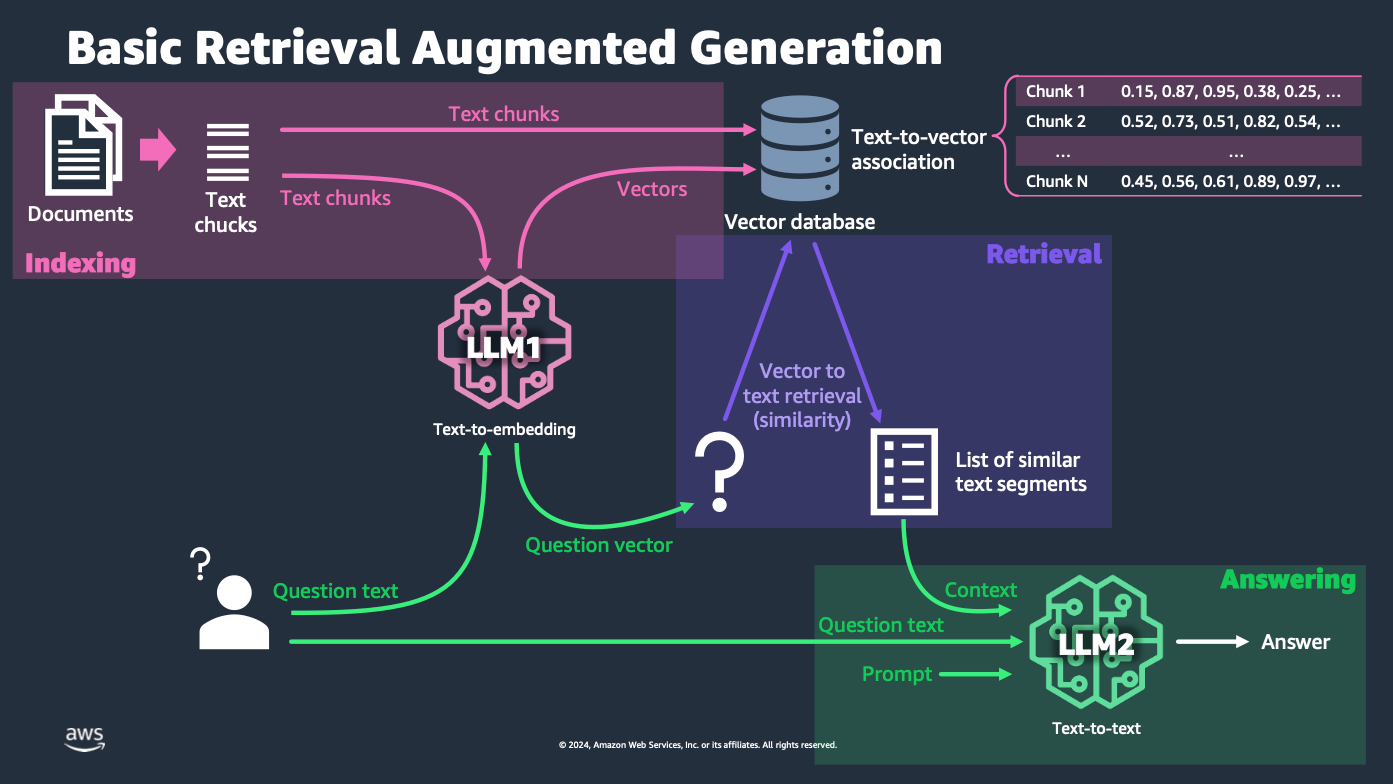 Basic Retrieval Augmented Generation
Text chunks
Text chunks
Vectors
Documents
Text
chucks
Indexing
Vector database
Text-to-vector
association
Chunk 1 0.15, 0.87, 0.95, 0.38, 0.25, ...
Chunk 2 0.52, 0.73, 0.51, 0.82, 0.54, ...
... ...
Chunk N 0.45, 0.56, 0.61, 0.89, 0.97, ...
Retrieval
LLM1
Text-to-embedding
Vector to
text retrieval
(similarity)
?
List of similar
text segments
Question vector
?
Question text
Answering
Context
Question text
Prompt
LLM2
Text-to-text
Answer
aws
© 2024, Amazon Web Services, Inc. or its affiliates. All rights reserved.